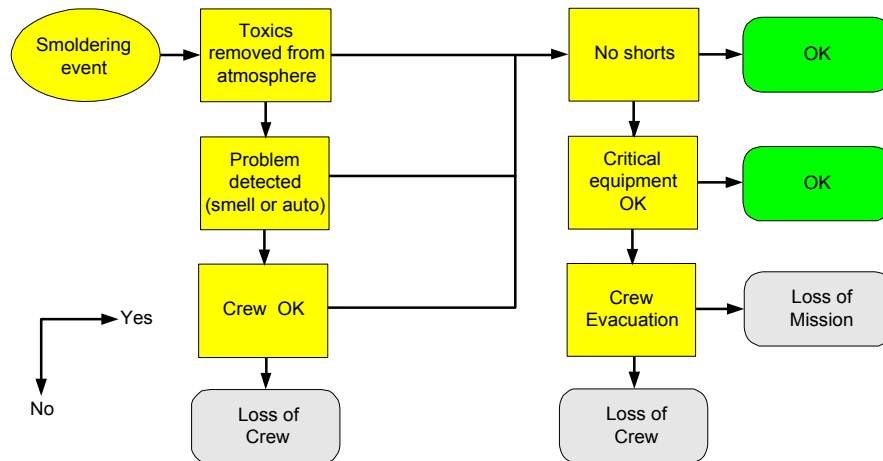 Smoldering
event
Toxics
removed from
atmosphere
No shorts
OK
Problem
detected
(smell or auto)
Critical
equipment
OK
OK
Crew OK
Crew
Evacuation
Loss of
Mission
Yes
No
Loss of
Crew
Loss of
Crew